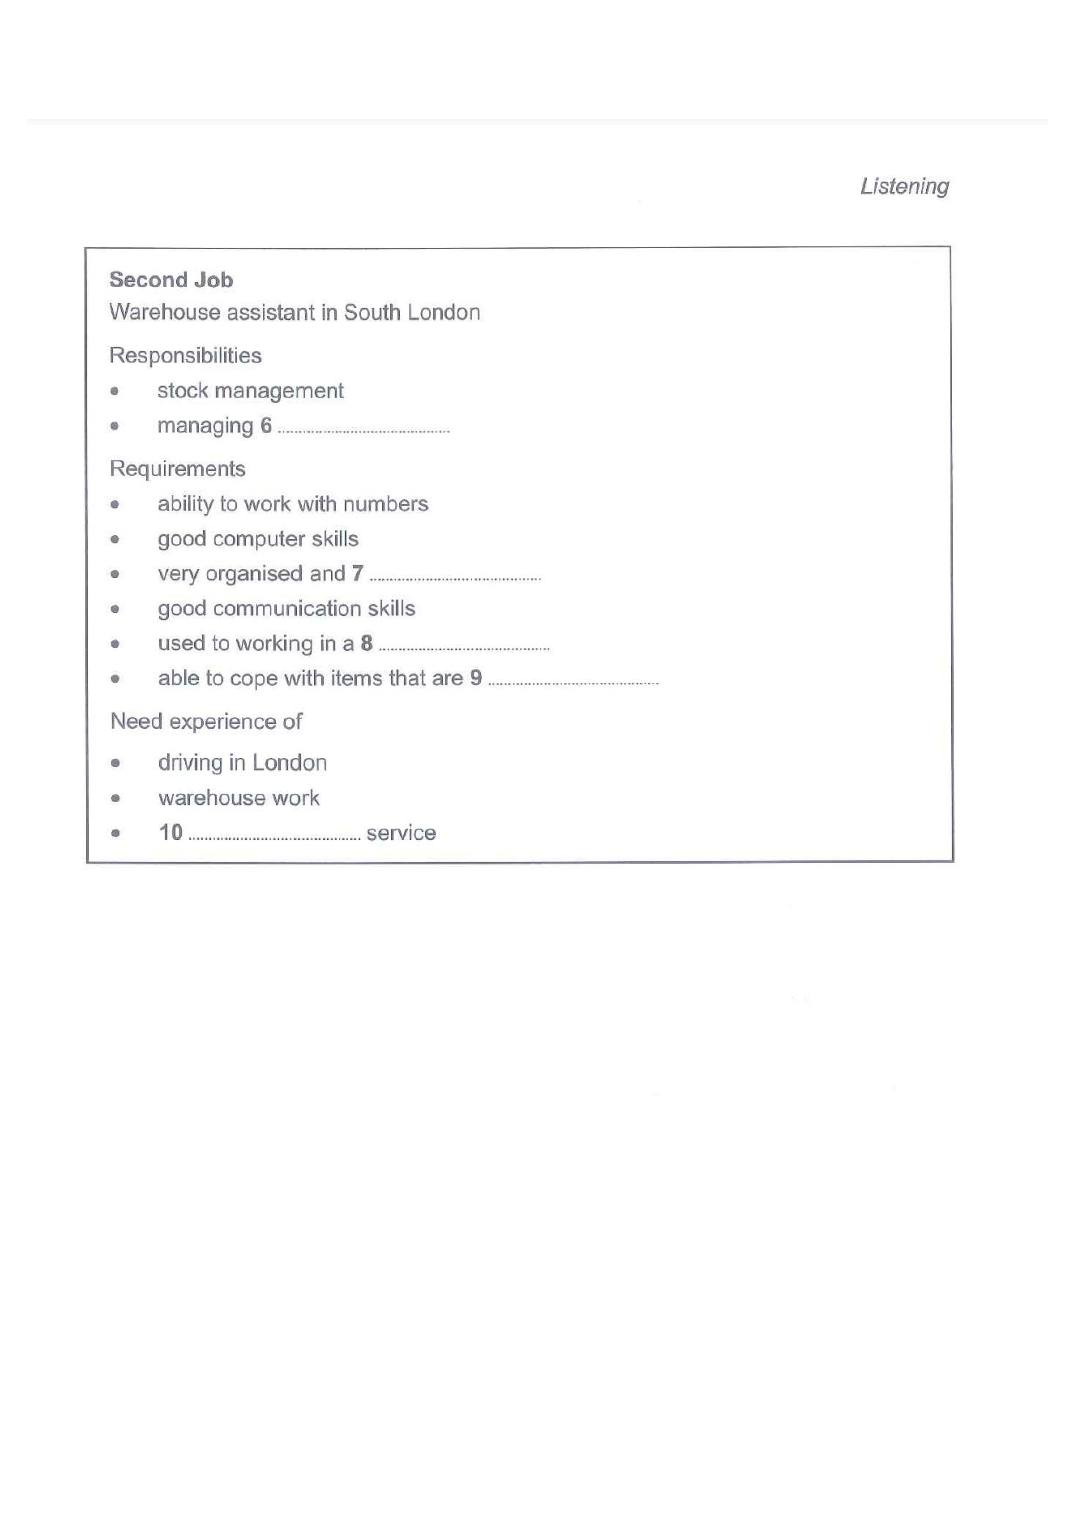 Listening
Second Job
Warehouse assistant in South London
Responsibilities
• stock management
• managing 6 ..........................................
Requirements
• ability to work with numbers
• good computer skills
• very organised and 7 ..........................................
• good communication skills
• used to working in a 8 ..........................................
• able to cope with items that are 9 ..........................................
Need experience of
• driving in London
• warehouse work
• 10 .......................................... service